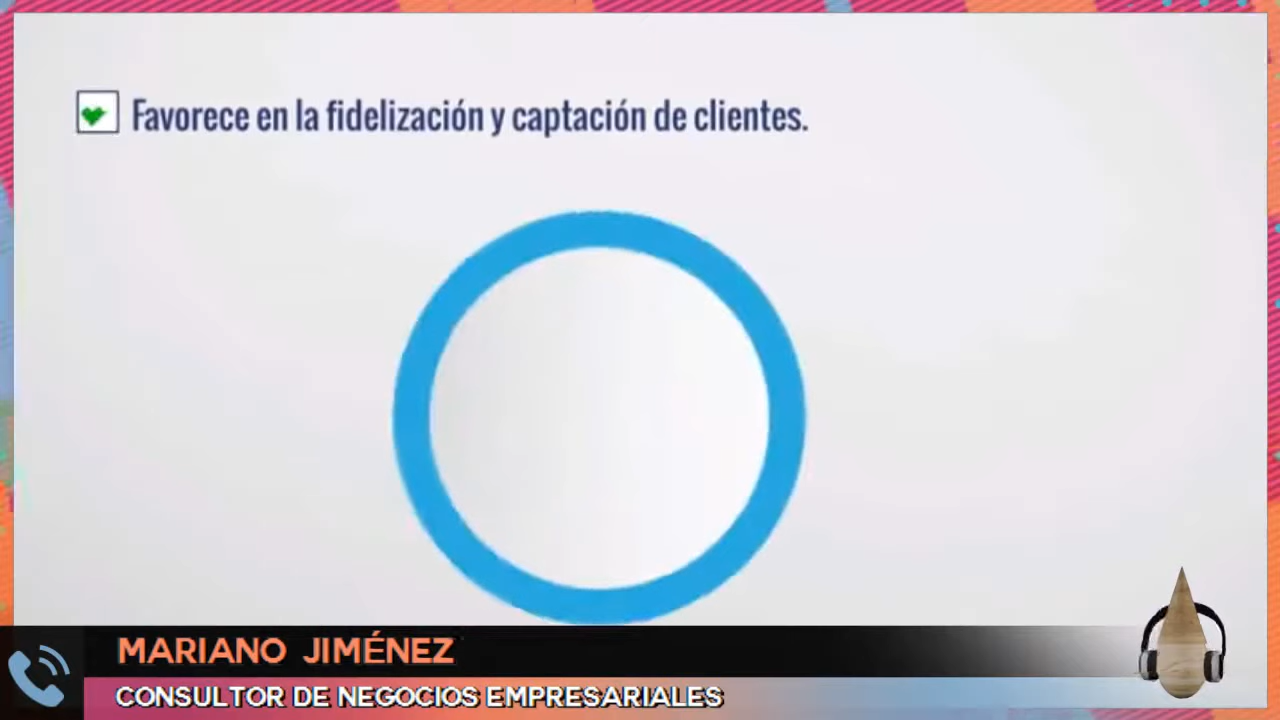 Favorece en la fidelización y captación de clientes.
MARIANO JIMÉNEZ
CONSULTOR DE NEGOCIOS EMPRESARIALES